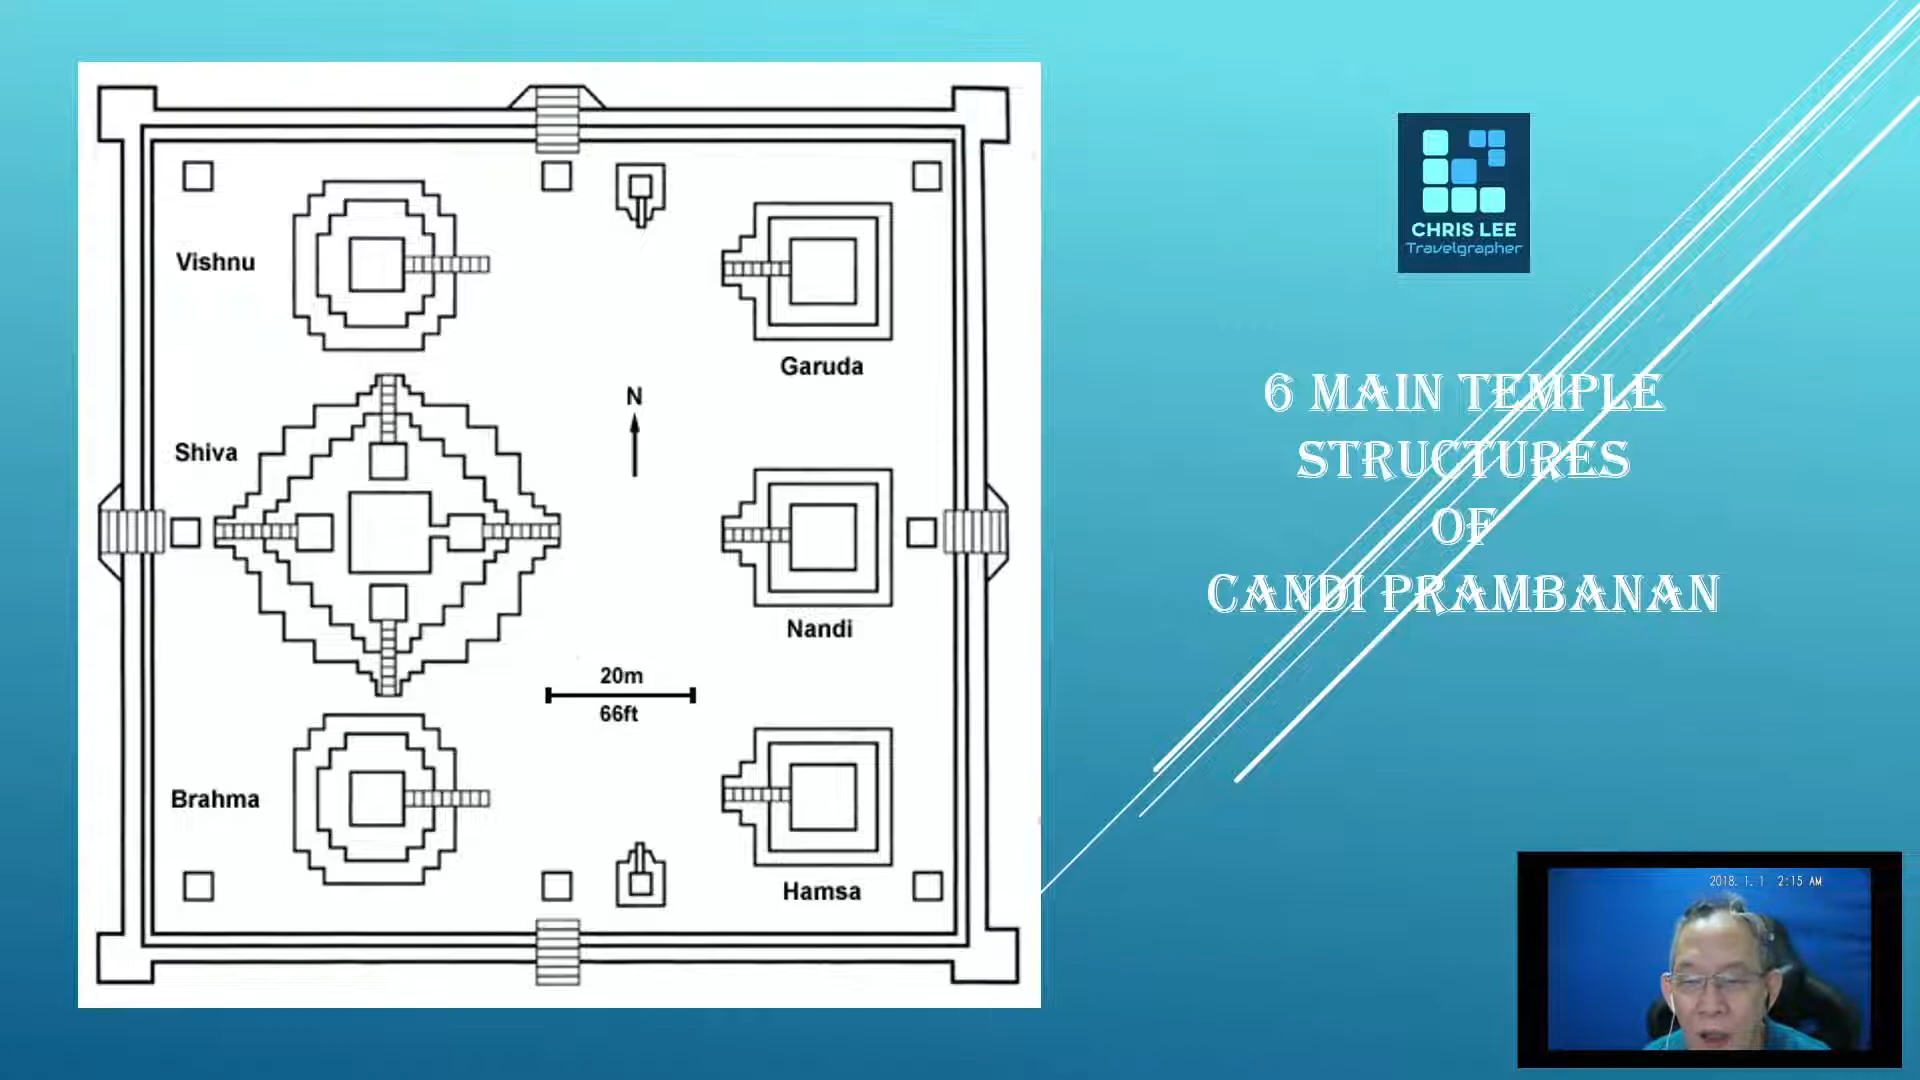 Vishnu
Garuda
N
Shiva
Nandi
20m
66ft
Brahma
Hamsa
CHRIS LEE
Travelgrapher
6 MAIN TEMPLE
STRUCTURES
OF
CANDI PRAMBANAN
2018. 1. 1 2:15 AM